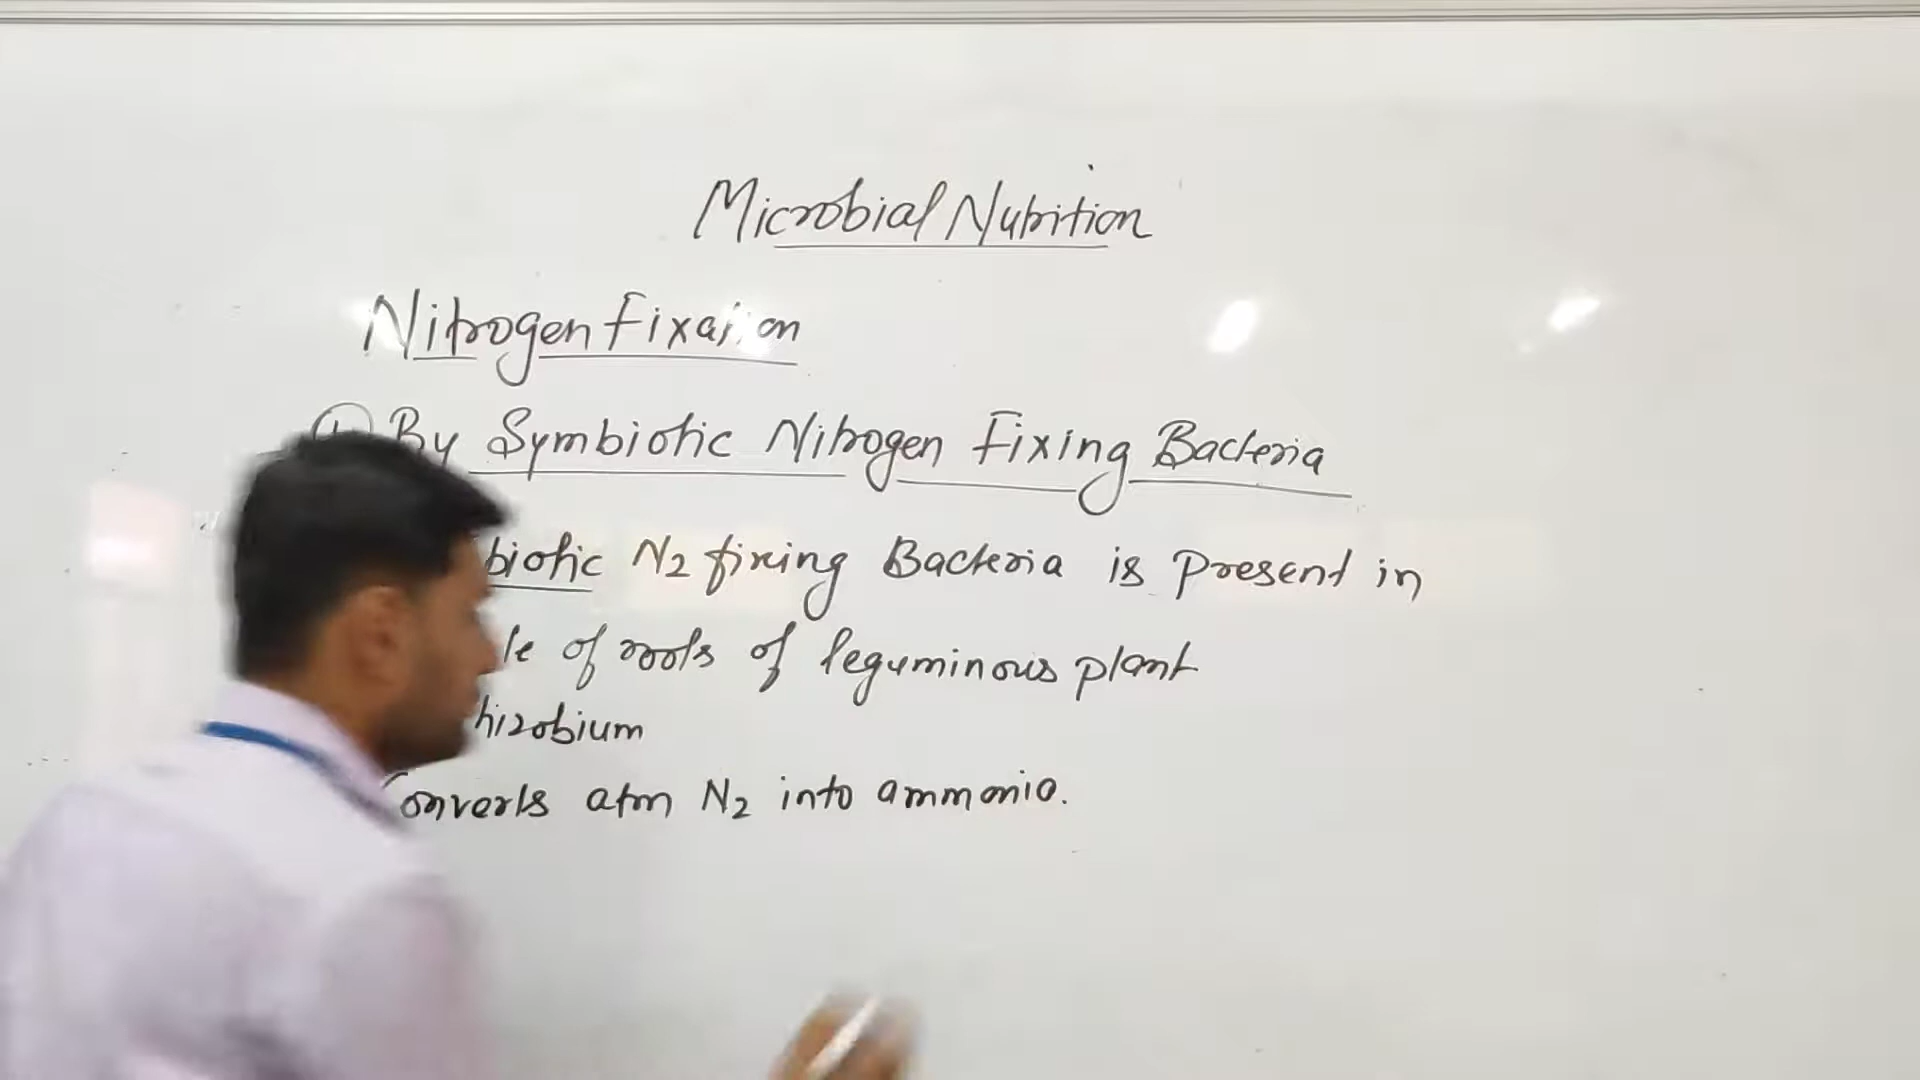 Microbial Nutrition
Nitrogen Fixation
By Symbiotic Nitrogen Fixing Bacteria
biotic N2 fixing Bacteria is Present in
le of roots of leguminous plant
hizobium
Converts atm N2 into ammonia.